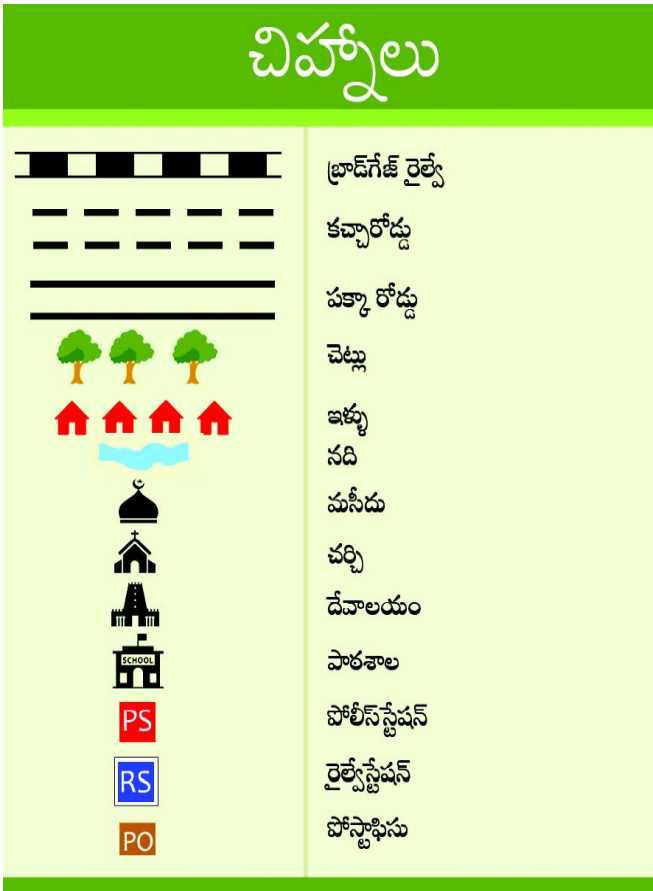 చిహ్నాలు
బ్రాడ్‌గేజ్ రైల్వే
కచ్చారోడ్డు
పక్కా రోడ్డు
చెట్లు
ఇళ్ళు
నది
మసీదు
చర్చి
దేవాలయం
SCHOOL పాఠశాల
PS పోలీస్‌స్టేషన్
RS రైల్వేస్టేషన్
PO పోస్టాఫిసు